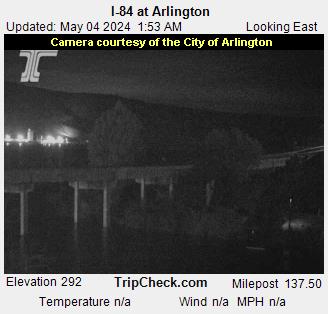 I-84 at Arlington
Updated: May 04 2024 1:53 AM Looking East
Camera courtesy of the City of Arlington
Elevation 292 TripCheck.com Milepost 137.50
Temperature n/a Wind n/a MPH n/a